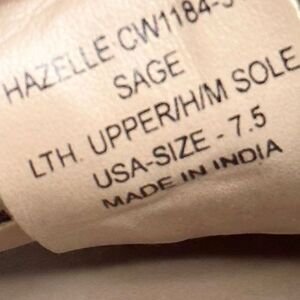 HAZELLE CW1184-
SAGE
LTH. UPPER/H/M SOLE
USA-SIZE - 7.5
MADE IN INDIA